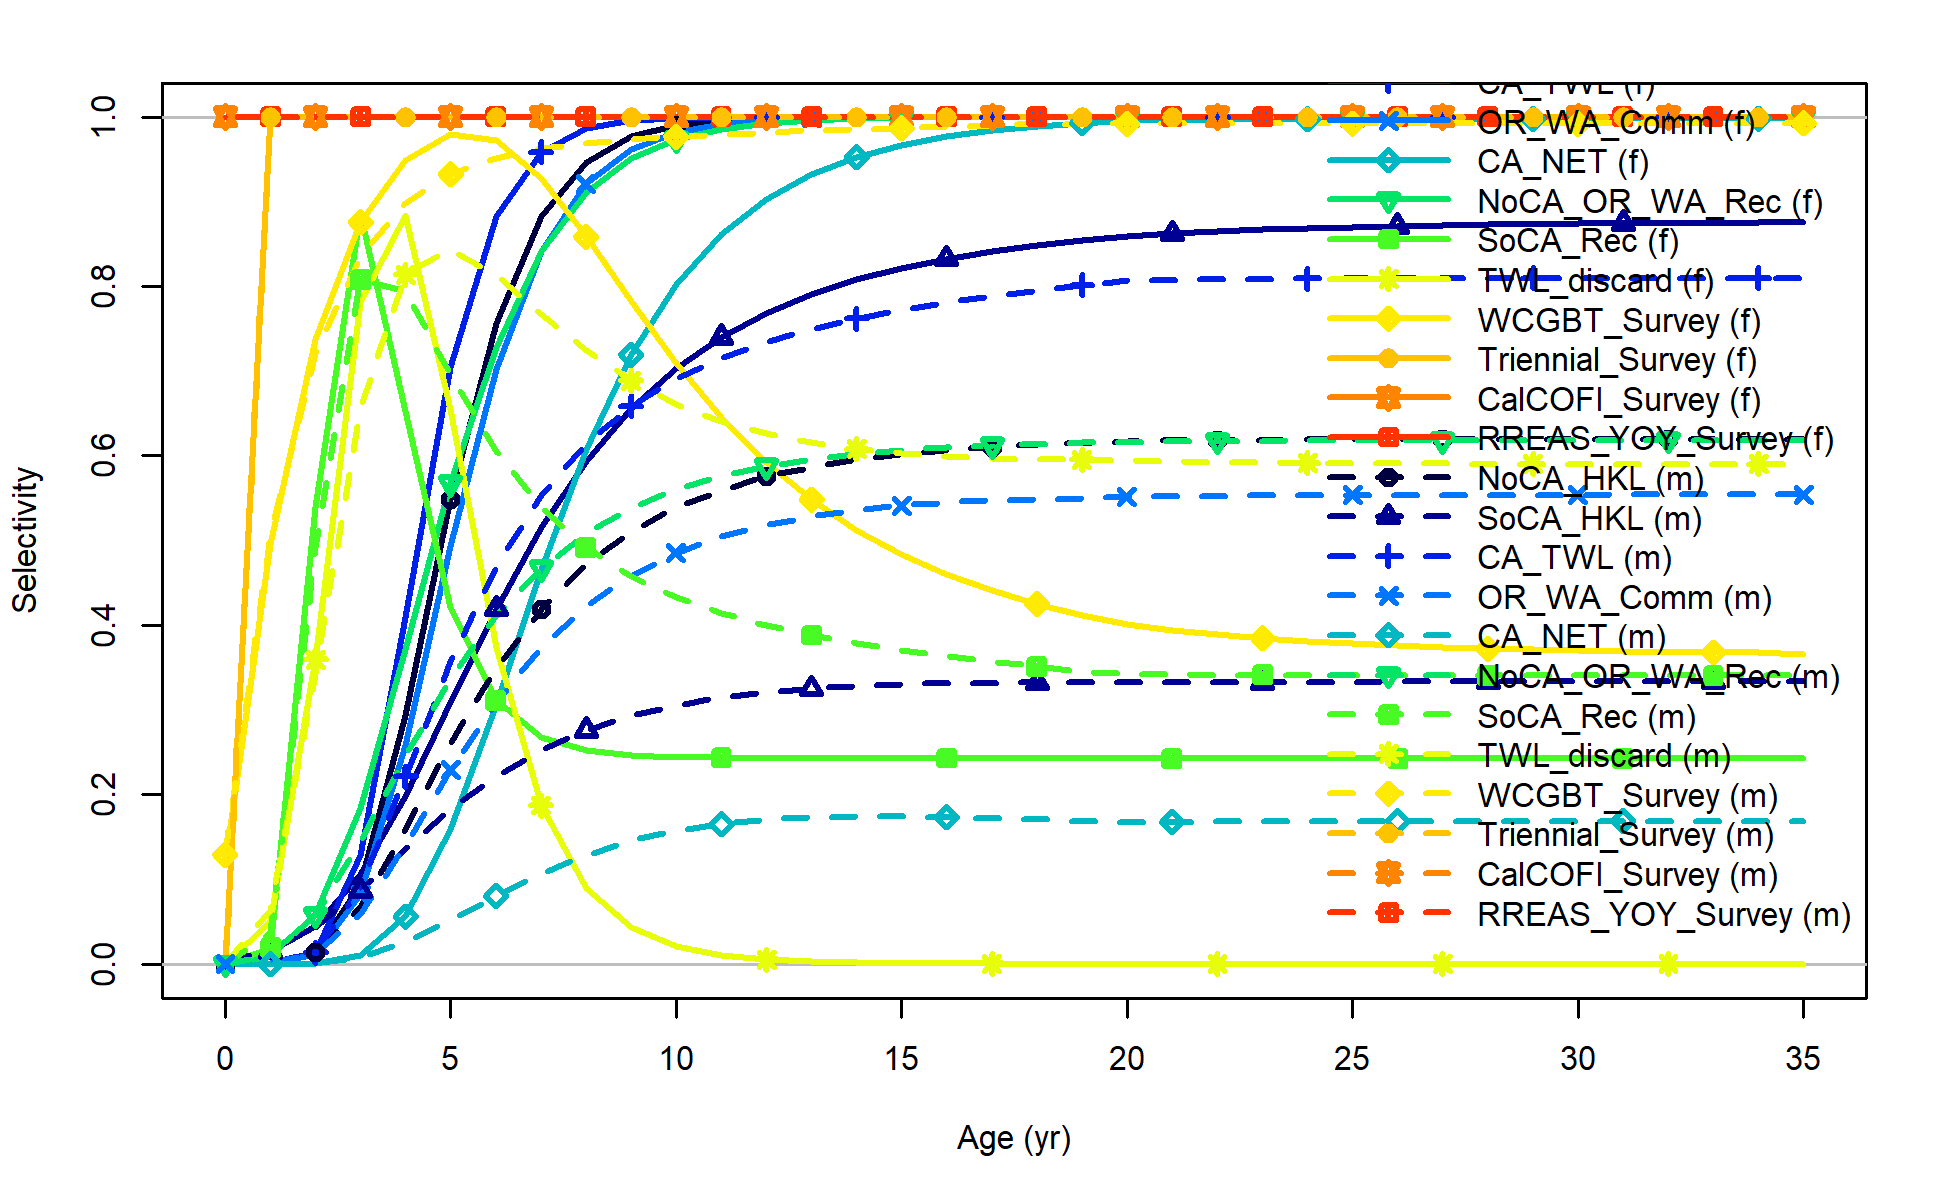 CA_TWL (f)
OR_WA_Comm (f)
CA_NET (f)
NoCA_OR_WA_Rec (f)
SoCA_Rec (f)
TWL_discard (f)
WCGBT_Survey (f)
Triennial_Survey (f)
CalCOFI_Survey (f)
RREAS_YOY_Survey (f)
NoCA_HKL (m)
SoCA_HKL (m)
CA_TWL (m)
OR_WA_Comm (m)
CA_NET (m)
NoCA_OR_WA_Rec (m)
SoCA_Rec (m)
TWL_discard (m)
WCGBT_Survey (m)
Triennial_Survey (m)
CalCOFI_Survey (m)
RREAS_YOY_Survey (m)
Selectivity
1.0
0.8
0.6
0.4
0.2
0.0
0 5 10 15 20 25 30 35
Age (yr)